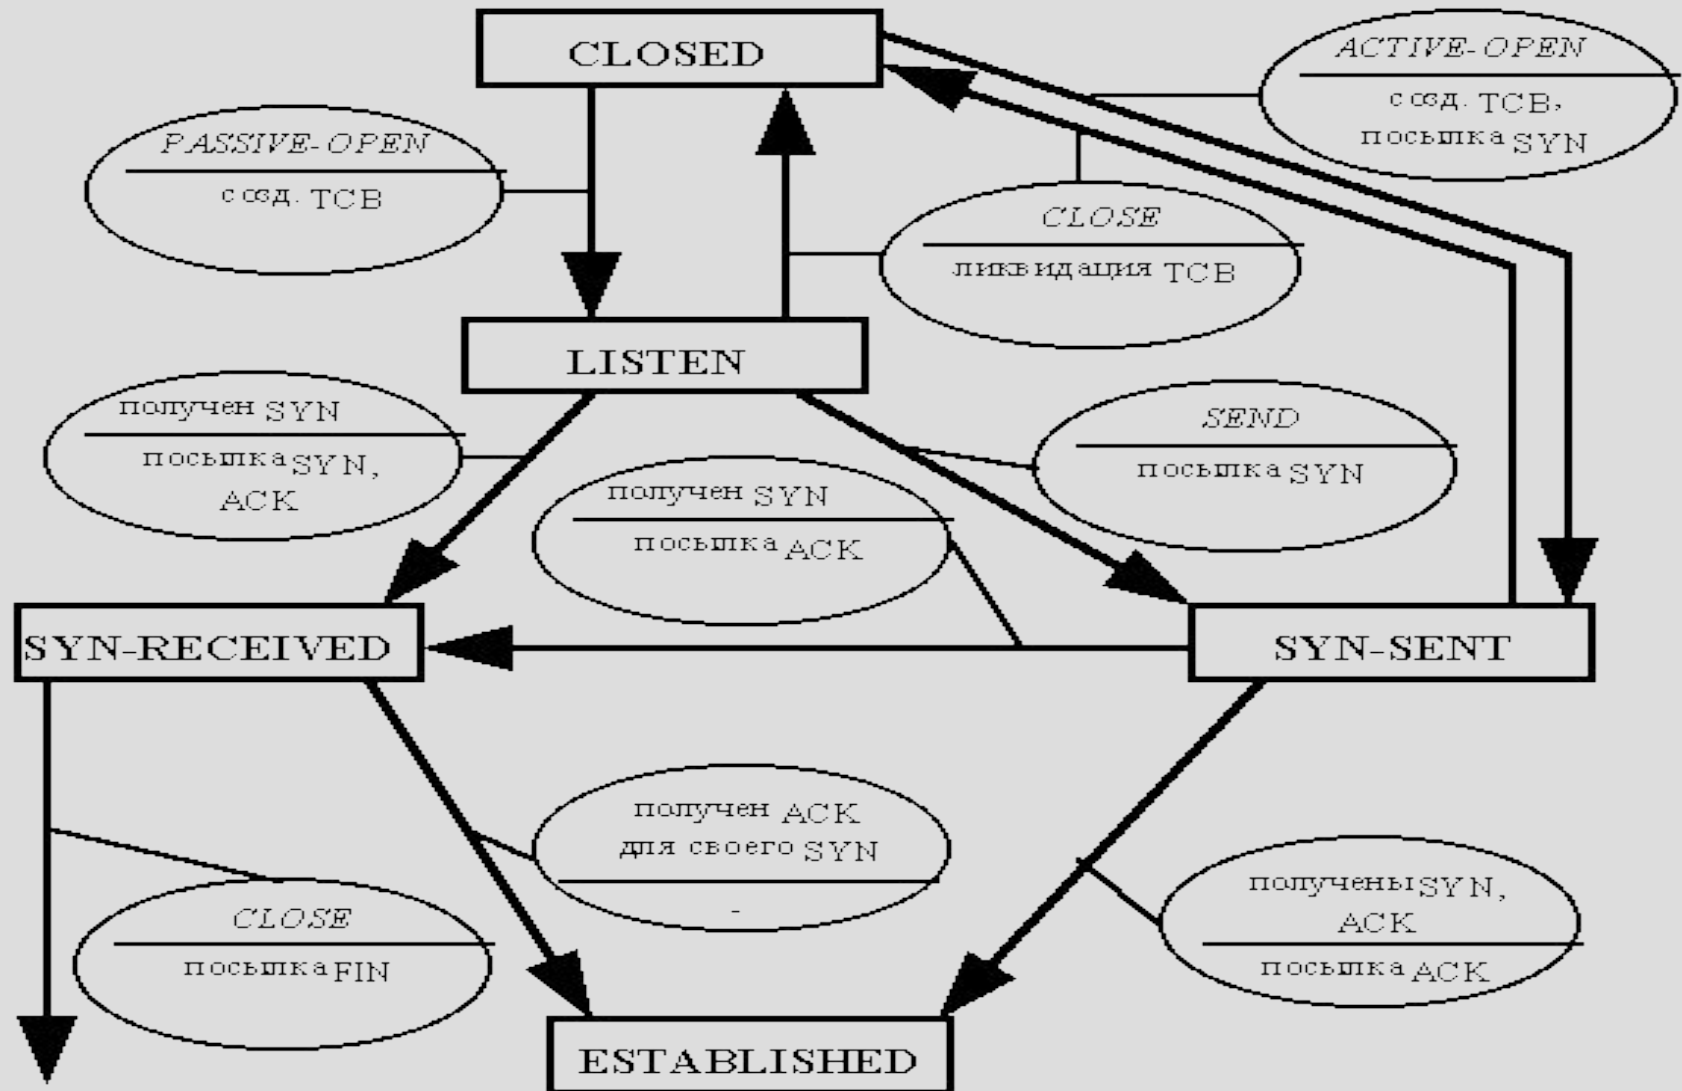 CLOSED
ACTIVE-OPEN
созд. TCB,
посылка SYN
PASSIVE-OPEN
созд. TCB
CLOSE
ликвидация TCB
LISTEN
получен SYN
посылка SYN,
ACK
SEND
посылка SYN
получен SYN
посылка ACK
SYN-RECEIVED
SYN-SENT
получен ACK
для своего SYN
-
получены SYN,
ACK
посылка ACK
CLOSE
посылка FIN
ESTABLISHED